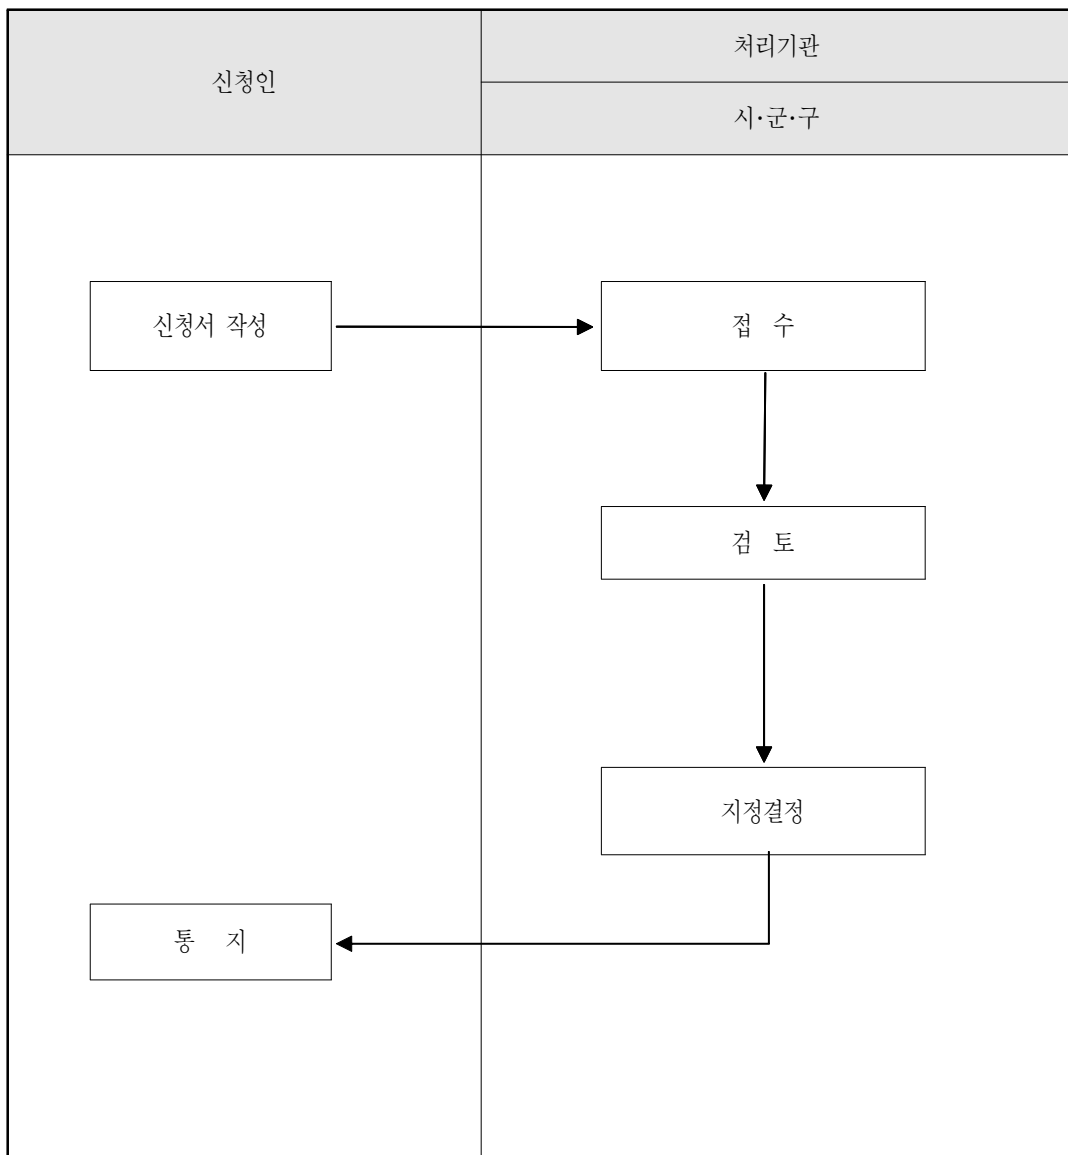 신청인
처리기관
시·군·구
신청서 작성
접 수
검 토
지정결정
통 지